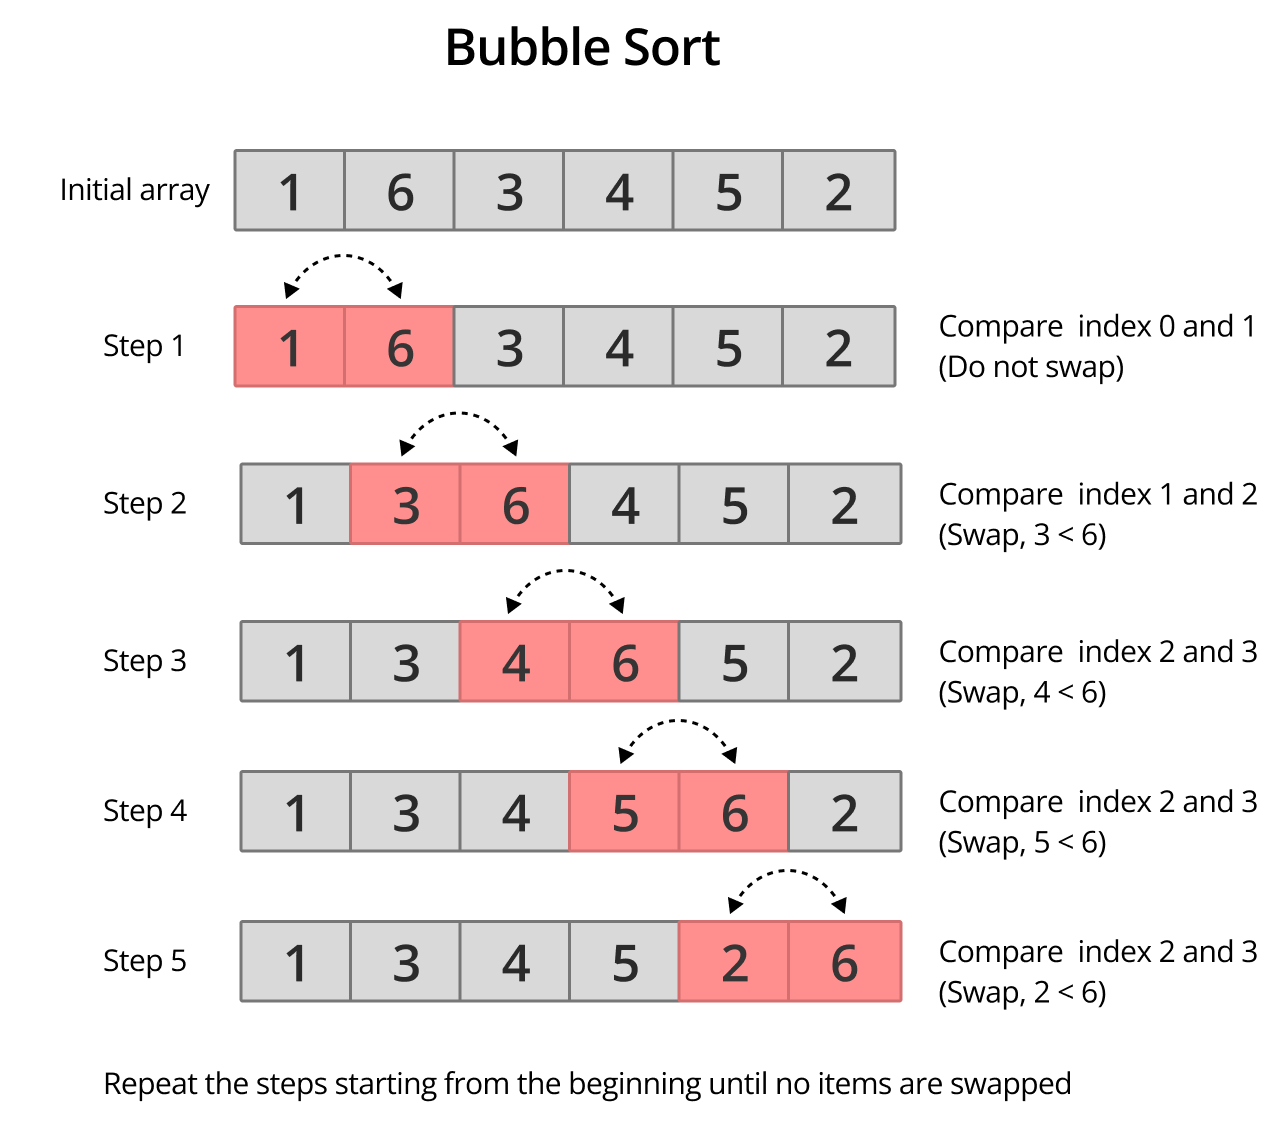 Bubble Sort
Initial array 1 6 3 4 5 2
Step 1 1 6 3 4 5 2
Compare index 0 and 1
(Do not swap)
Step 2 1 3 6 4 5 2
Compare index 1 and 2
(Swap, 3 < 6)
Step 3 1 3 4 6 5 2
Compare index 2 and 3
(Swap, 4 < 6)
Step 4 1 3 4 5 6 2
Compare index 2 and 3
(Swap, 5 < 6)
Step 5 1 3 4 5 2 6
Compare index 2 and 3
(Swap, 2 < 6)
Repeat the steps starting from the beginning until no items are swapped